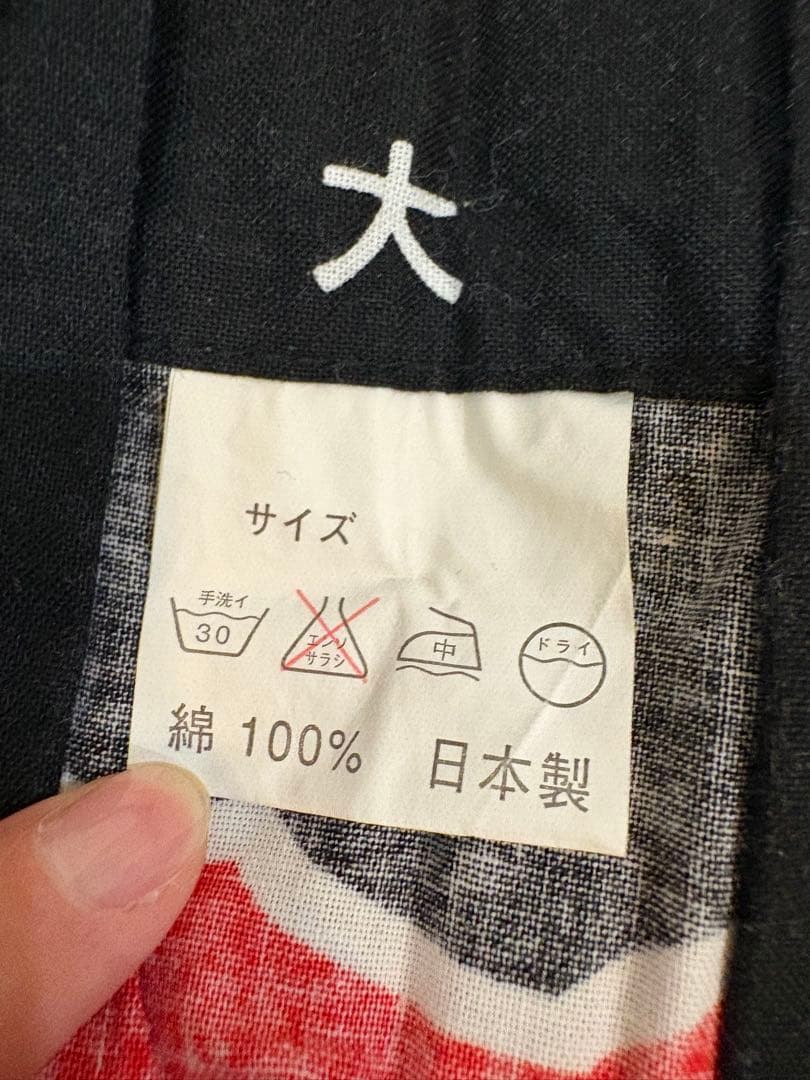 大
サイズ
手洗イ
30
エンソ
サラシ
中
ドライ
綿 100% 日本製